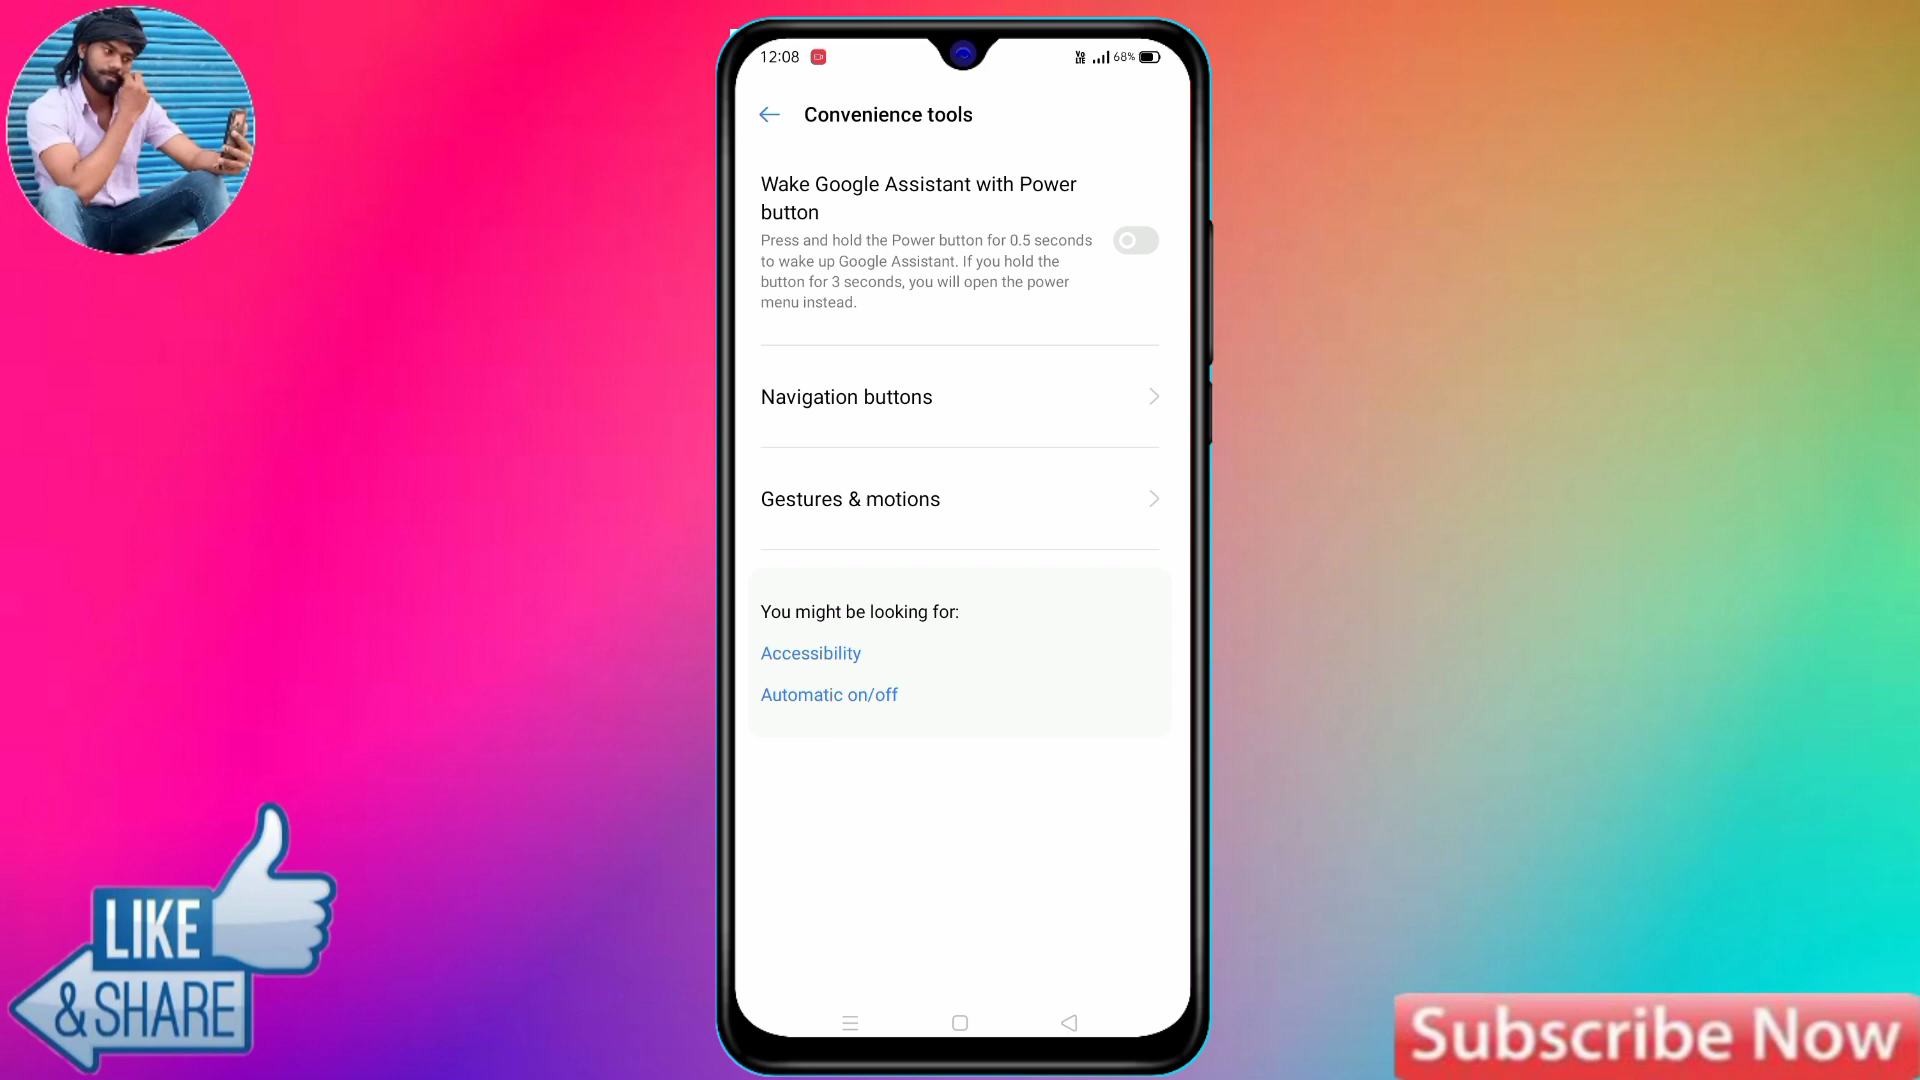 12:08
VO LTE 68%
Convenience tools
Wake Google Assistant with Power
button
Press and hold the Power button for 0.5 seconds
to wake up Google Assistant. If you hold the
button for 3 seconds, you will open the power
menu instead.
Navigation buttons
Gestures & motions
You might be looking for:
Accessibility
Automatic on/off
LIKE
& SHARE
Subscribe Now